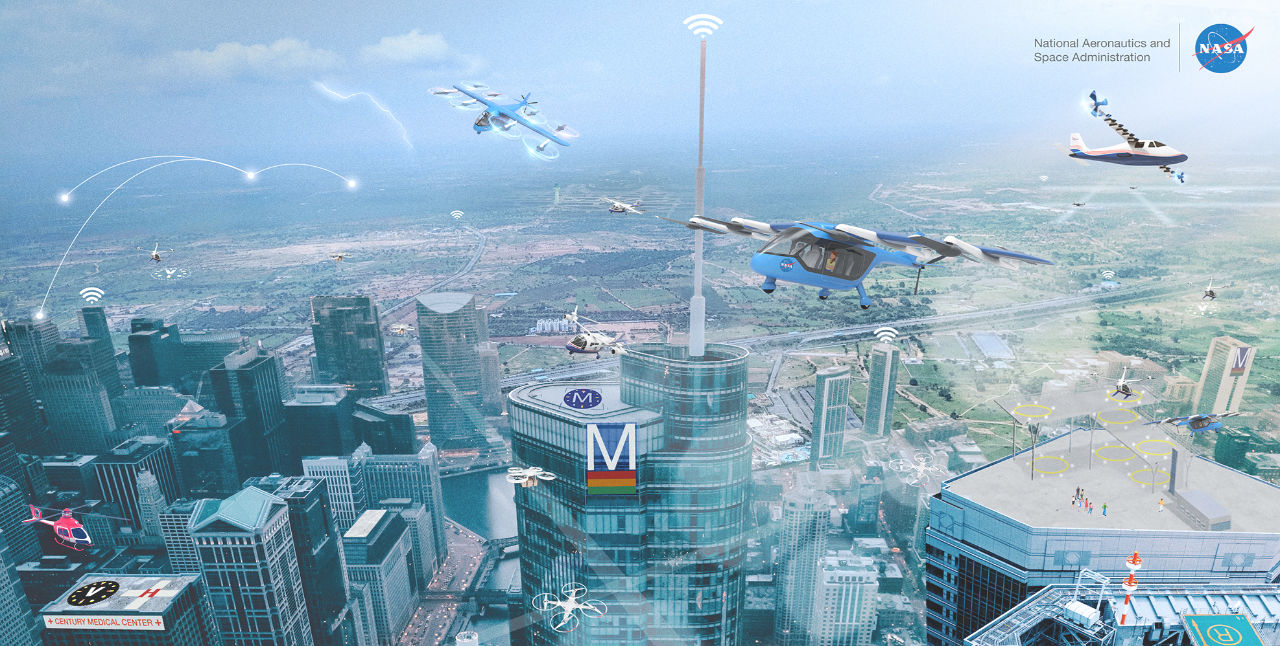 National Aeronautics and
Space Administration
NASA
NASA
M
M
M
V
H
+ CENTURY MEDICAL CENTER +
R